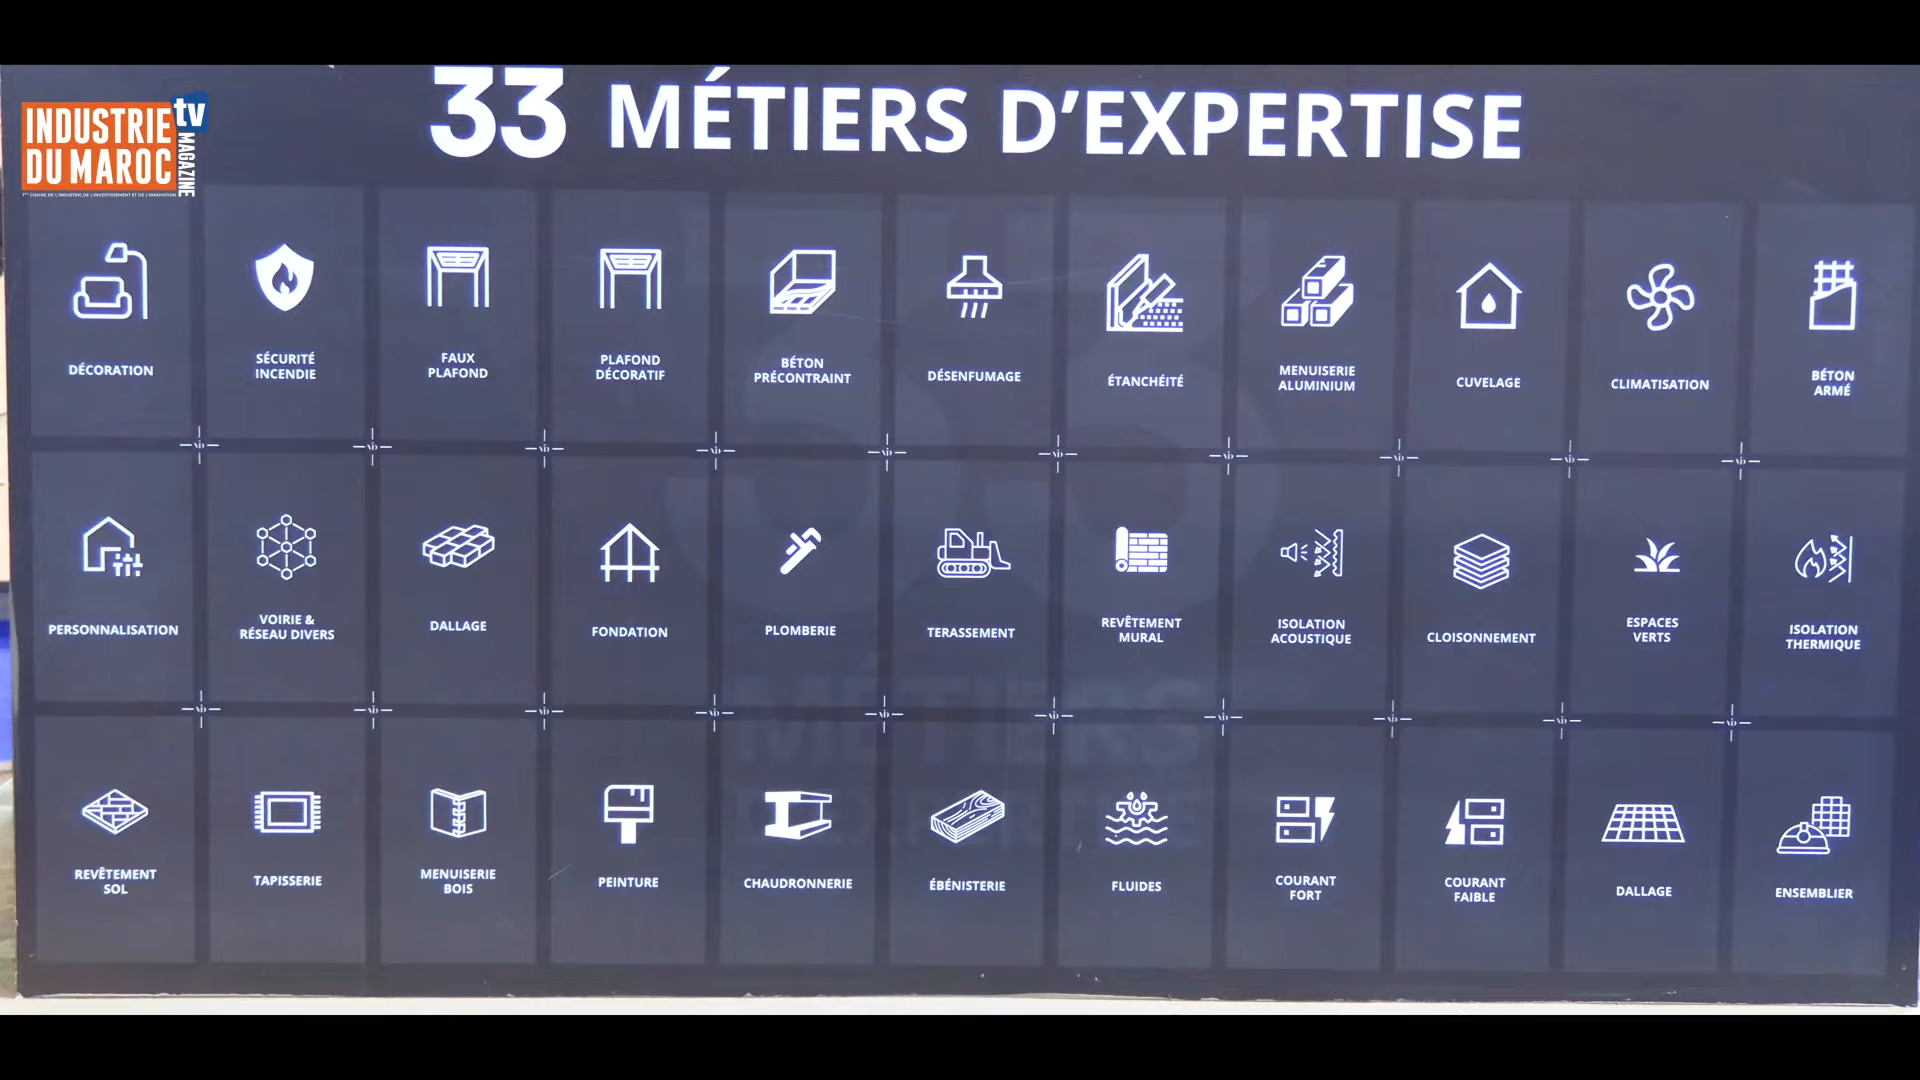 33 MÉTIERS D'EXPERTISE
INDUSTRIE
DU MAROC
tv
MAGAZINE
DÉCORATION
SÉCURITÉ
INCENDIE
FAUX
PLAFOND
PLAFOND
DÉCORATIF
BÉTON
PRÉCONTRAINT
DÉSENFUMAGE
ÉTANCHÉITÉ
MENUISERIE
ALUMINIUM
CUVELAGE
CLIMATISATION
BÉTON
ARMÉ
PERSONNALISATION
VOIRIE &
RÉSEAU DIVERS
DALLAGE
FONDATION
PLOMBERIE
TERASSEMENT
REVÊTEMENT
MURAL
ISOLATION
ACOUSTIQUE
CLOISONNEMENT
ESPACES
VERTS
ISOLATION
THERMIQUE
REVÊTEMENT
SOL
TAPISSERIE
MENUISERIE
BOIS
PEINTURE
CHAUDRONNERIE
ÉBÉNISTERIE
FLUIDES
COURANT
FORT
COURANT
FAIBLE
DALLAGE
ENSEMBLIER